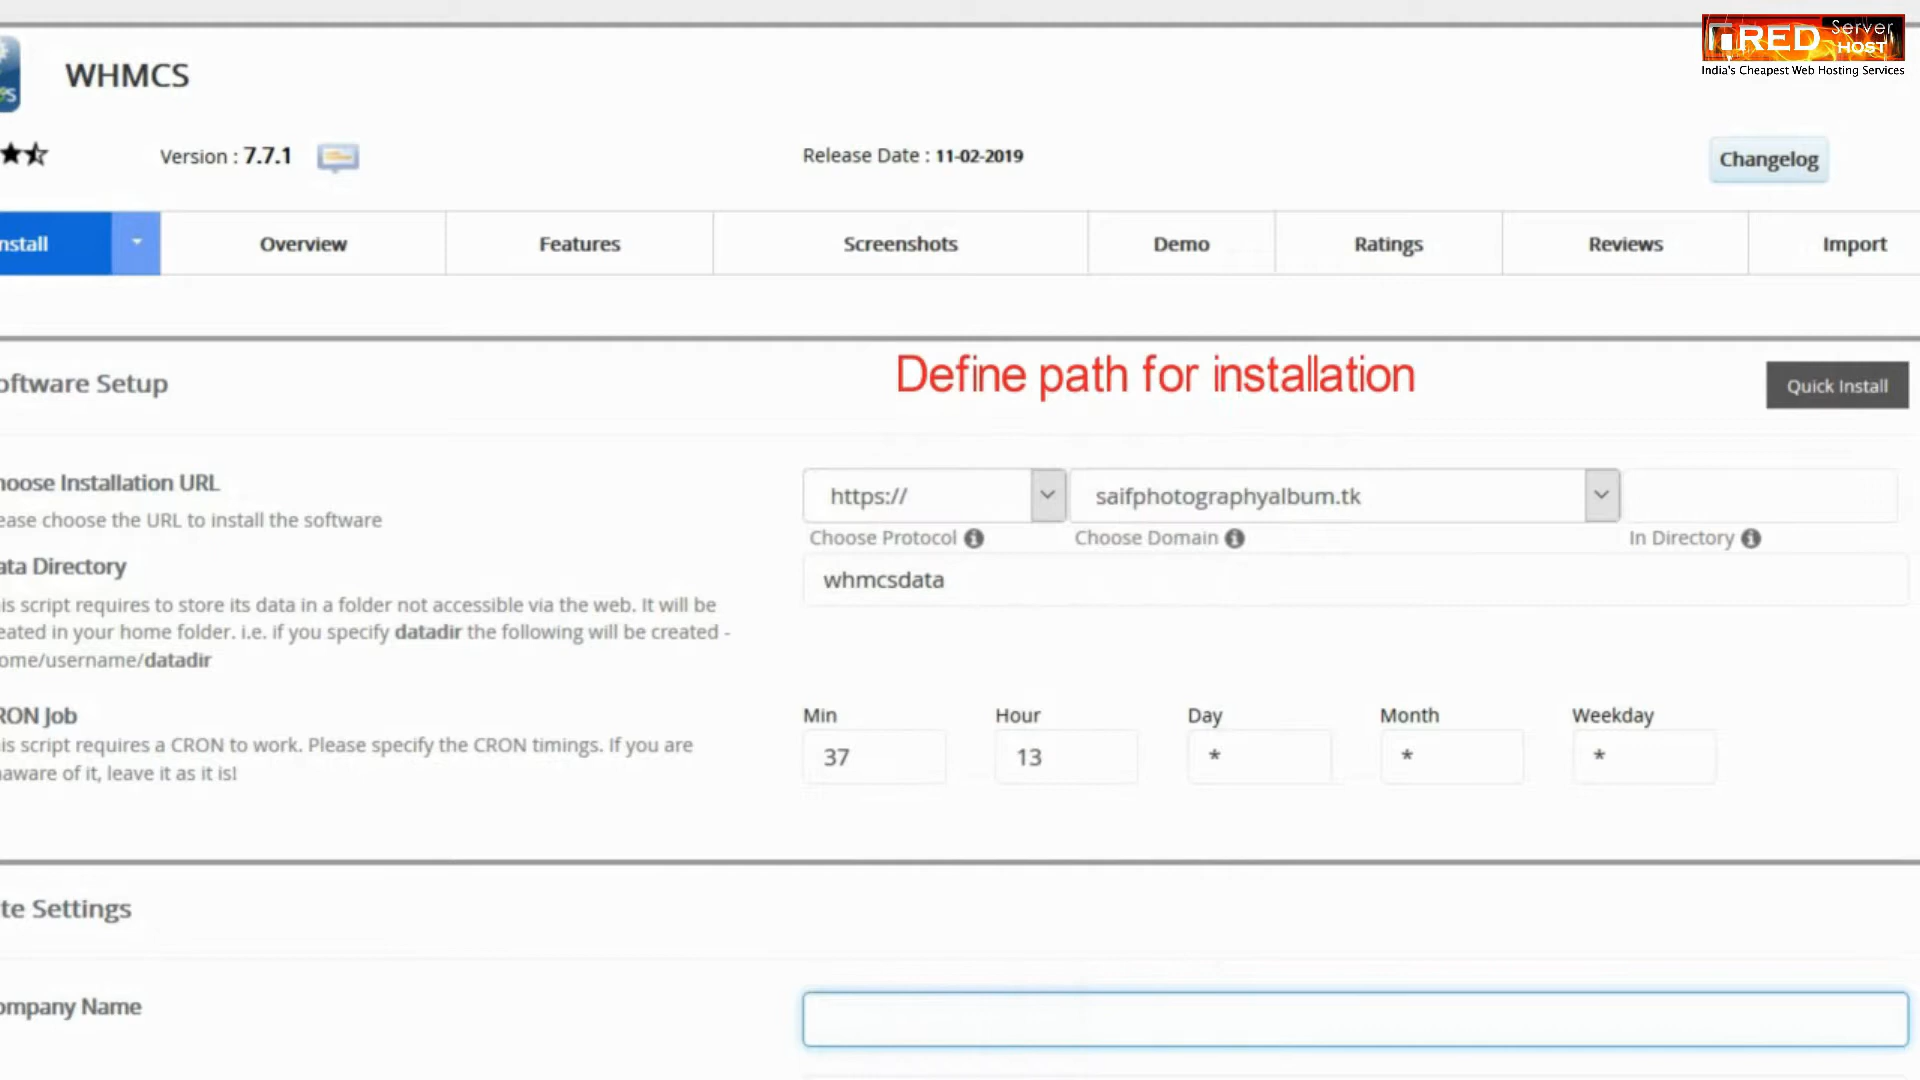 RED Server HOST
India's Cheapest Web Hosting Services
WHMCS
Version : 7.7.1
Release Date : 11-02-2019
Changelog
nstall
Overview
Features
Screenshots
Demo
Ratings
Reviews
Import
oftware Setup
Define path for installation
Quick Install
hoose Installation URL
ease choose the URL to install the software
https://
saifphotographyalbum.tk
Choose Protocol
Choose Domain
In Directory
ata Directory
is script requires to store its data in a folder not accessible via the web. It will be
eated in your home folder. i.e. if you specify datadir the following will be created -
ome/username/datadir
whmcsdata
RON Job
is script requires a CRON to work. Please specify the CRON timings. If you are
aware of it, leave it as it is!
Min
Hour
Day
Month
Weekday
37
13
*
*
*
te Settings
ompany Name